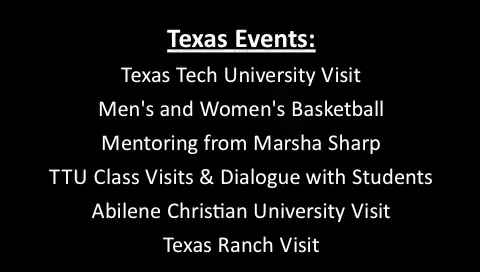 Texas Events:
Texas Tech University Visit
Men's and Women's Basketball
Mentoring from Marsha Sharp
TTU Class Visits & Dialogue with Students
Abilene Christian University Visit
Texas Ranch Visit